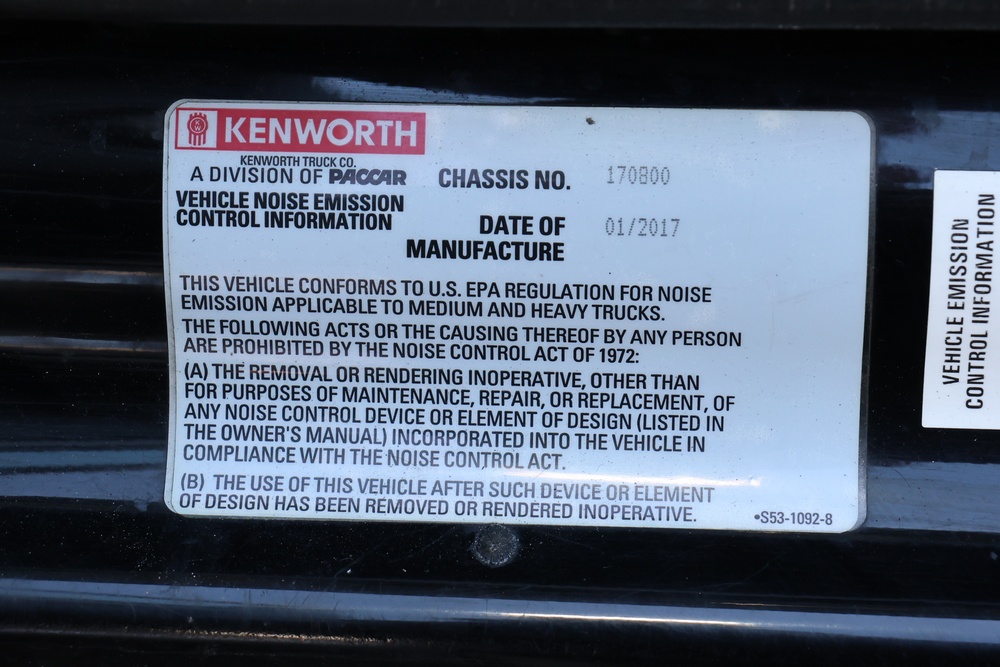 KW
KENWORTH
KENWORTH TRUCK CO.
A DIVISION OF PACCAR
CHASSIS NO. 170800
VEHICLE NOISE EMISSION
CONTROL INFORMATION
DATE OF 01/2017
MANUFACTURE
THIS VEHICLE CONFORMS TO U.S. EPA REGULATION FOR NOISE
EMISSION APPLICABLE TO MEDIUM AND HEAVY TRUCKS.
THE FOLLOWING ACTS OR THE CAUSING THEREOF BY ANY PERSON
ARE PROHIBITED BY THE NOISE CONTROL ACT OF 1972:
(A) THE REMOVAL OR RENDERING INOPERATIVE, OTHER THAN
FOR PURPOSES OF MAINTENANCE, REPAIR, OR REPLACEMENT, OF
ANY NOISE CONTROL DEVICE OR ELEMENT OF DESIGN (LISTED IN
THE OWNER'S MANUAL) INCORPORATED INTO THE VEHICLE IN
COMPLIANCE WITH THE NOISE CONTROL ACT.
(B) THE USE OF THIS VEHICLE AFTER SUCH DEVICE OR ELEMENT
OF DESIGN HAS BEEN REMOVED OR RENDERED INOPERATIVE.
•S53-1092-8
VEHICLE EMISSION
CONTROL INFORMATION